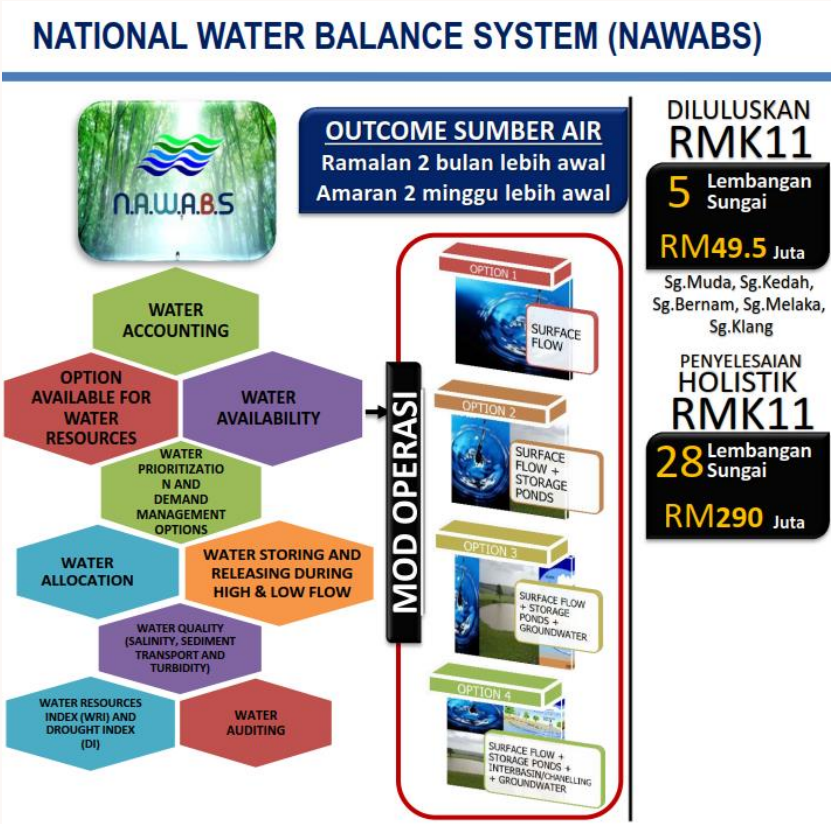 NATIONAL WATER BALANCE SYSTEM (NAWABS)
N.A.W.A.B.S
OUTCOME SUMBER AIR
Ramalan 2 bulan lebih awal
Amaran 2 minggu lebih awal
WATER
ACCOUNTING
OPTION
AVAILABLE FOR
WATER
RESOURCES
WATER
AVAILABILITY
WATER
PRIORITIZATIO
N AND
DEMAND
MANAGEMENT
OPTIONS
WATER
ALLOCATION
WATER STORING AND
RELEASING DURING
HIGH & LOW FLOW
WATER QUALITY
(SALINITY, SEDIMENT
TRANSPORT AND
TURBIDITY)
WATER RESOURCES
INDEX (WRI) AND
DROUGHT INDEX
(DI)
WATER
AUDITING
MOD OPERASI
OPTION 1
SURFACE
FLOW
OPTION 2
SURFACE
FLOW +
STORAGE
PONDS
OPTION 3
SURFACE FLOW
+ STORAGE
PONDS +
GROUNDWATER
OPTION 4
SURFACE FLOW +
STORAGE PONDS +
INTERBASIN/CHANELLING
+ GROUNDWATER
DILULUSKAN
RMK11
5 Lembangan
Sungai
RM49.5 Juta
Sg.Muda, Sg.Kedah,
Sg.Bernam, Sg.Melaka,
Sg.Klang
PENYELESAIAN
HOLISTIK
RMK11
28 Lembangan
Sungai
RM290 Juta